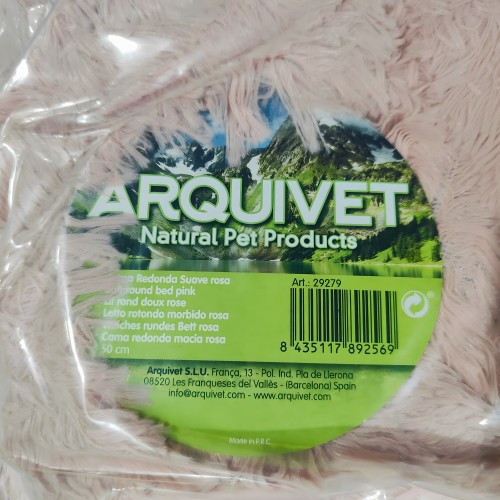 ARQUIVET
Natural Pet Products
Redonda Suave rosa
round bed pink
rond doux rose
Letto rotondo morbido rosa
rundes Bett rosa
Cama redonda macia rosa
50 cm
Art.: 29279
8 435117 892569
Arquivet S.L.U. França, 13 - Pol. Ind. Pla de Llerona
08520 Les Franqueses del Vallès - (Barcelona) Spain
info@arquivet.com - www.arquivet.com
Made in P.R.C.